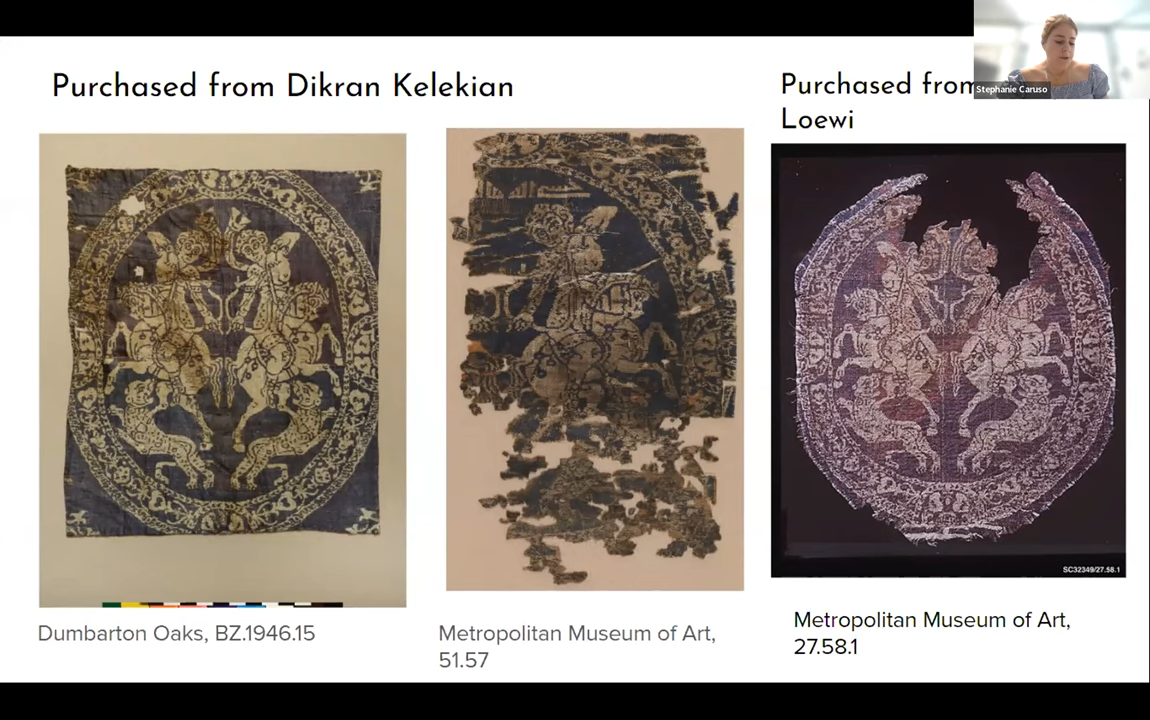 Purchased from Dikran Kelekian
Purchased from
Loewi
Stephanie Caruso
SC32349/27.58.1
Dumbarton Oaks, BZ.1946.15
Metropolitan Museum of Art,
51.57
Metropolitan Museum of Art,
27.58.1